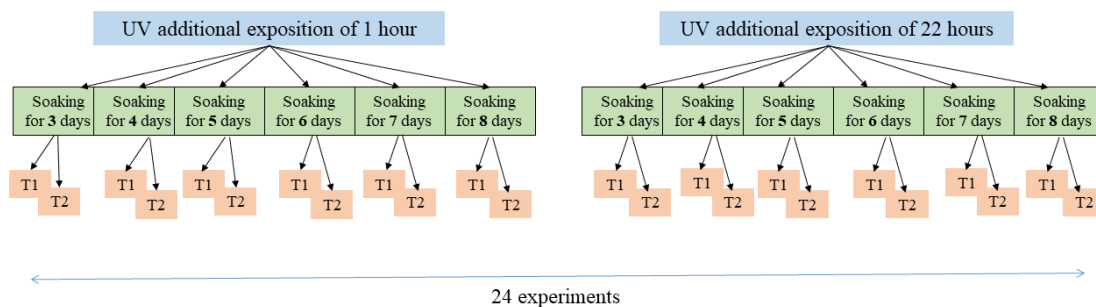 UV additional exposition of 1 hour
UV additional exposition of 22 hours
Soaking
for 3 days
Soaking
for 4 days
Soaking
for 5 days
Soaking
for 6 days
Soaking
for 7 days
Soaking
for 8 days
Soaking
for 3 days
Soaking
for 4 days
Soaking
for 5 days
Soaking
for 6 days
Soaking
for 7 days
Soaking
for 8 days
T1
T2
T1
T2
T1
T2
T1
T2
T1
T2
T1
T2
T1
T2
T1
T2
T1
T2
T1
T2
T1
T2
T1
T2
24 experiments